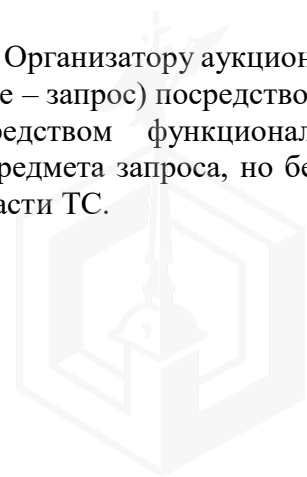 Организатору аукцион
е – запрос) посредство
редством функционал
редмета запроса, но бе
асти ТС.